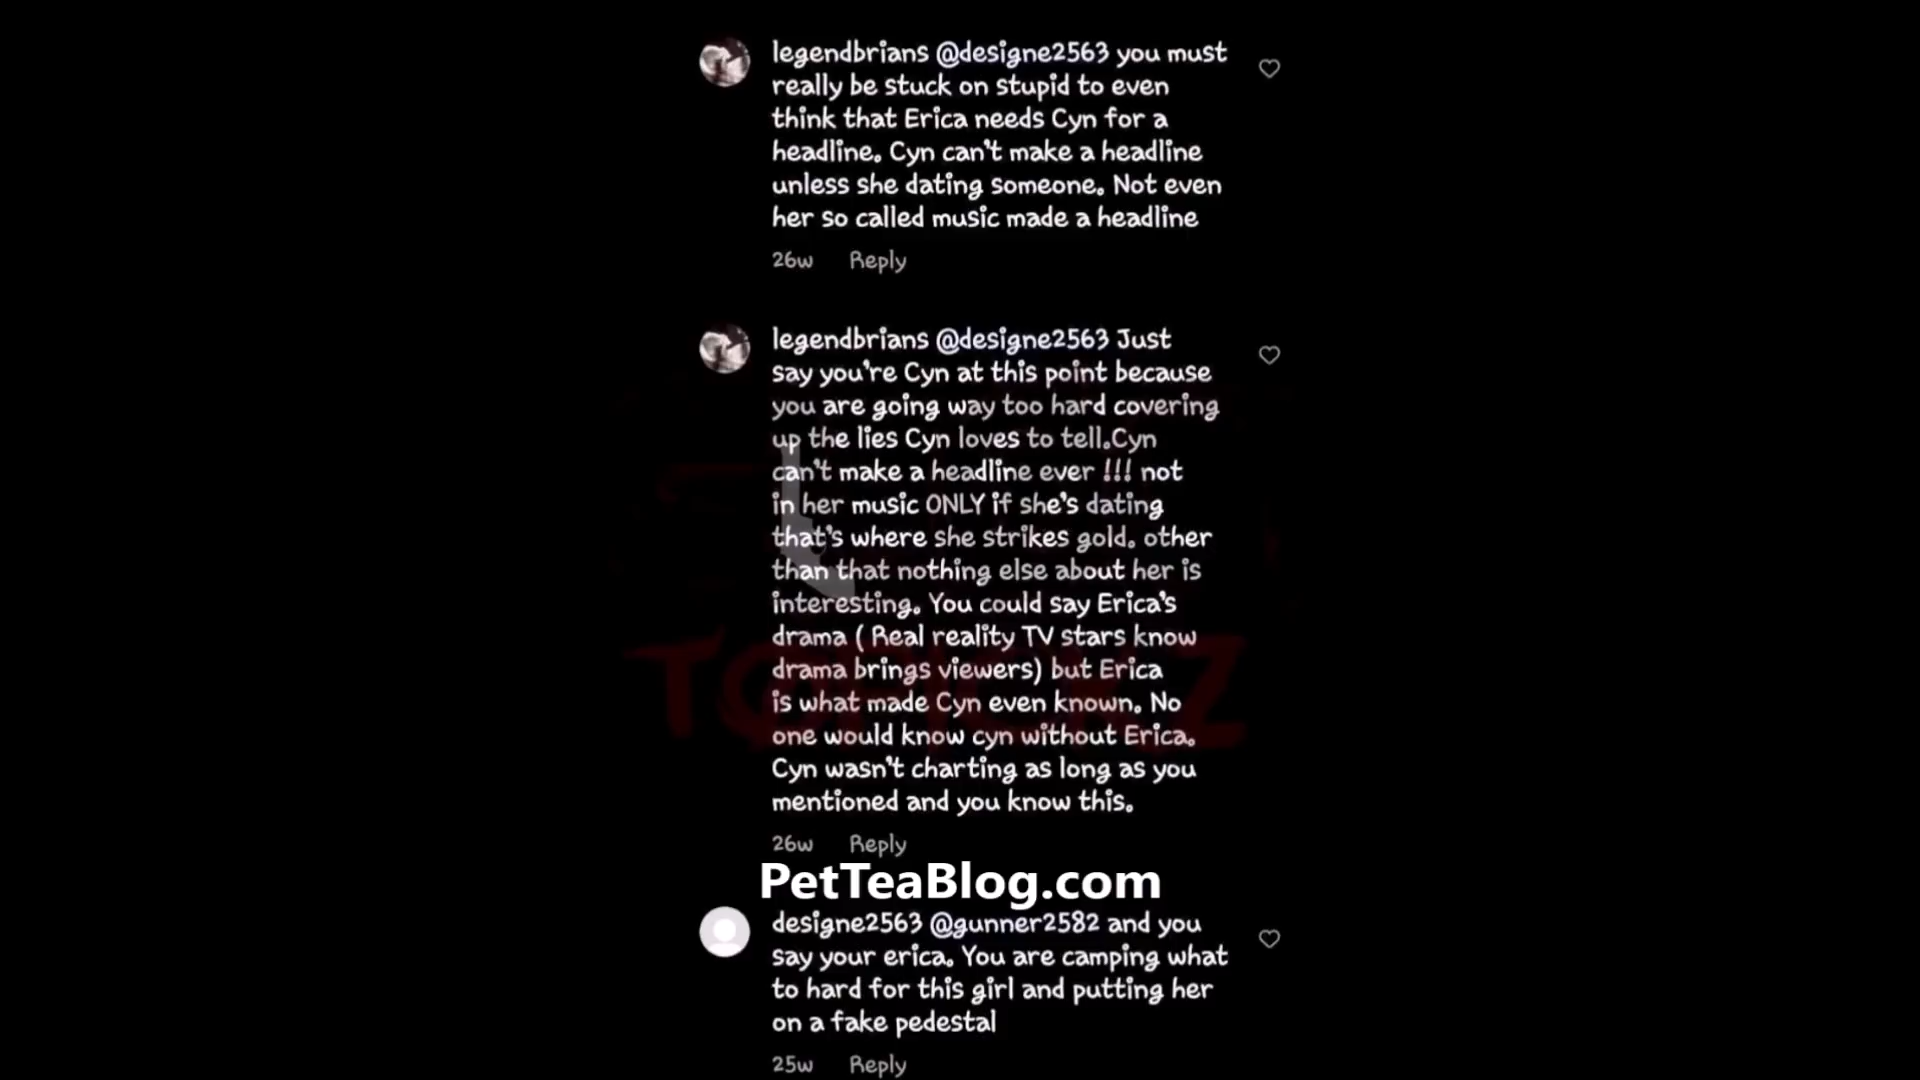 legendbrians @designe2563 you must
really be stuck on stupid to even
think that Erica needs Cyn for a
headline. Cyn can't make a headline
unless she dating someone. Not even
her so called music made a headline
26w Reply
legendbrians @designe2563 Just
say you're Cyn at this point because
you are going way too hard covering
up the lies Cyn loves to tell.Cyn
can't make a headline ever !!! not
in her music ONLY if she's dating
that's where she strikes gold. other
than that nothing else about her is
interesting. You could say Erica's
drama ( Real reality TV stars know
drama brings viewers) but Erica
is what made Cyn even known. No
one would know cyn without Erica.
Cyn wasn't charting as long as you
mentioned and you know this.
26w Reply
PetTeaBlog.com
designe2563 @gunner2582 and you
say your erica. You are camping what
to hard for this girl and putting her
on a fake pedestal
25w Reply